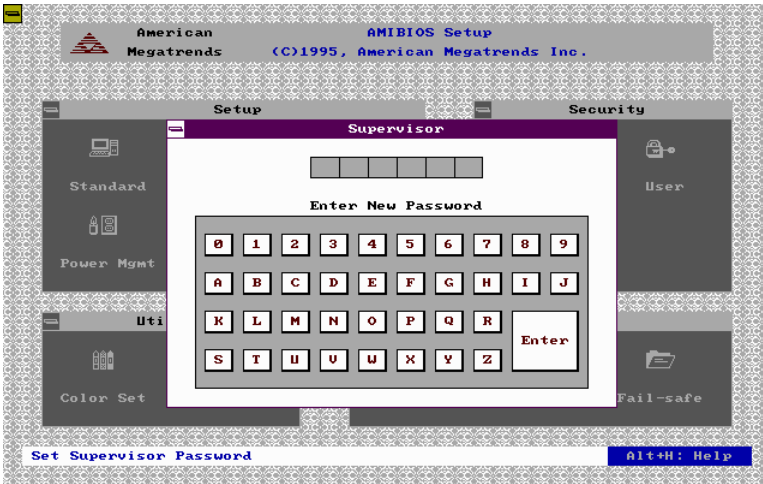 American AMIBIOS Setup
Megatrends (C)1995, American Megatrends Inc.
Setup Security
Supervisor
Standard User
Enter New Password
0 1 2 3 4 5 6 7 8 9
Power Mgmt
A B C D E F G H I J
K L M N O P Q R
Uti
Enter
S T U V W X Y Z
Color Set Fail-safe
Set Supervisor Password Alt+H: Help